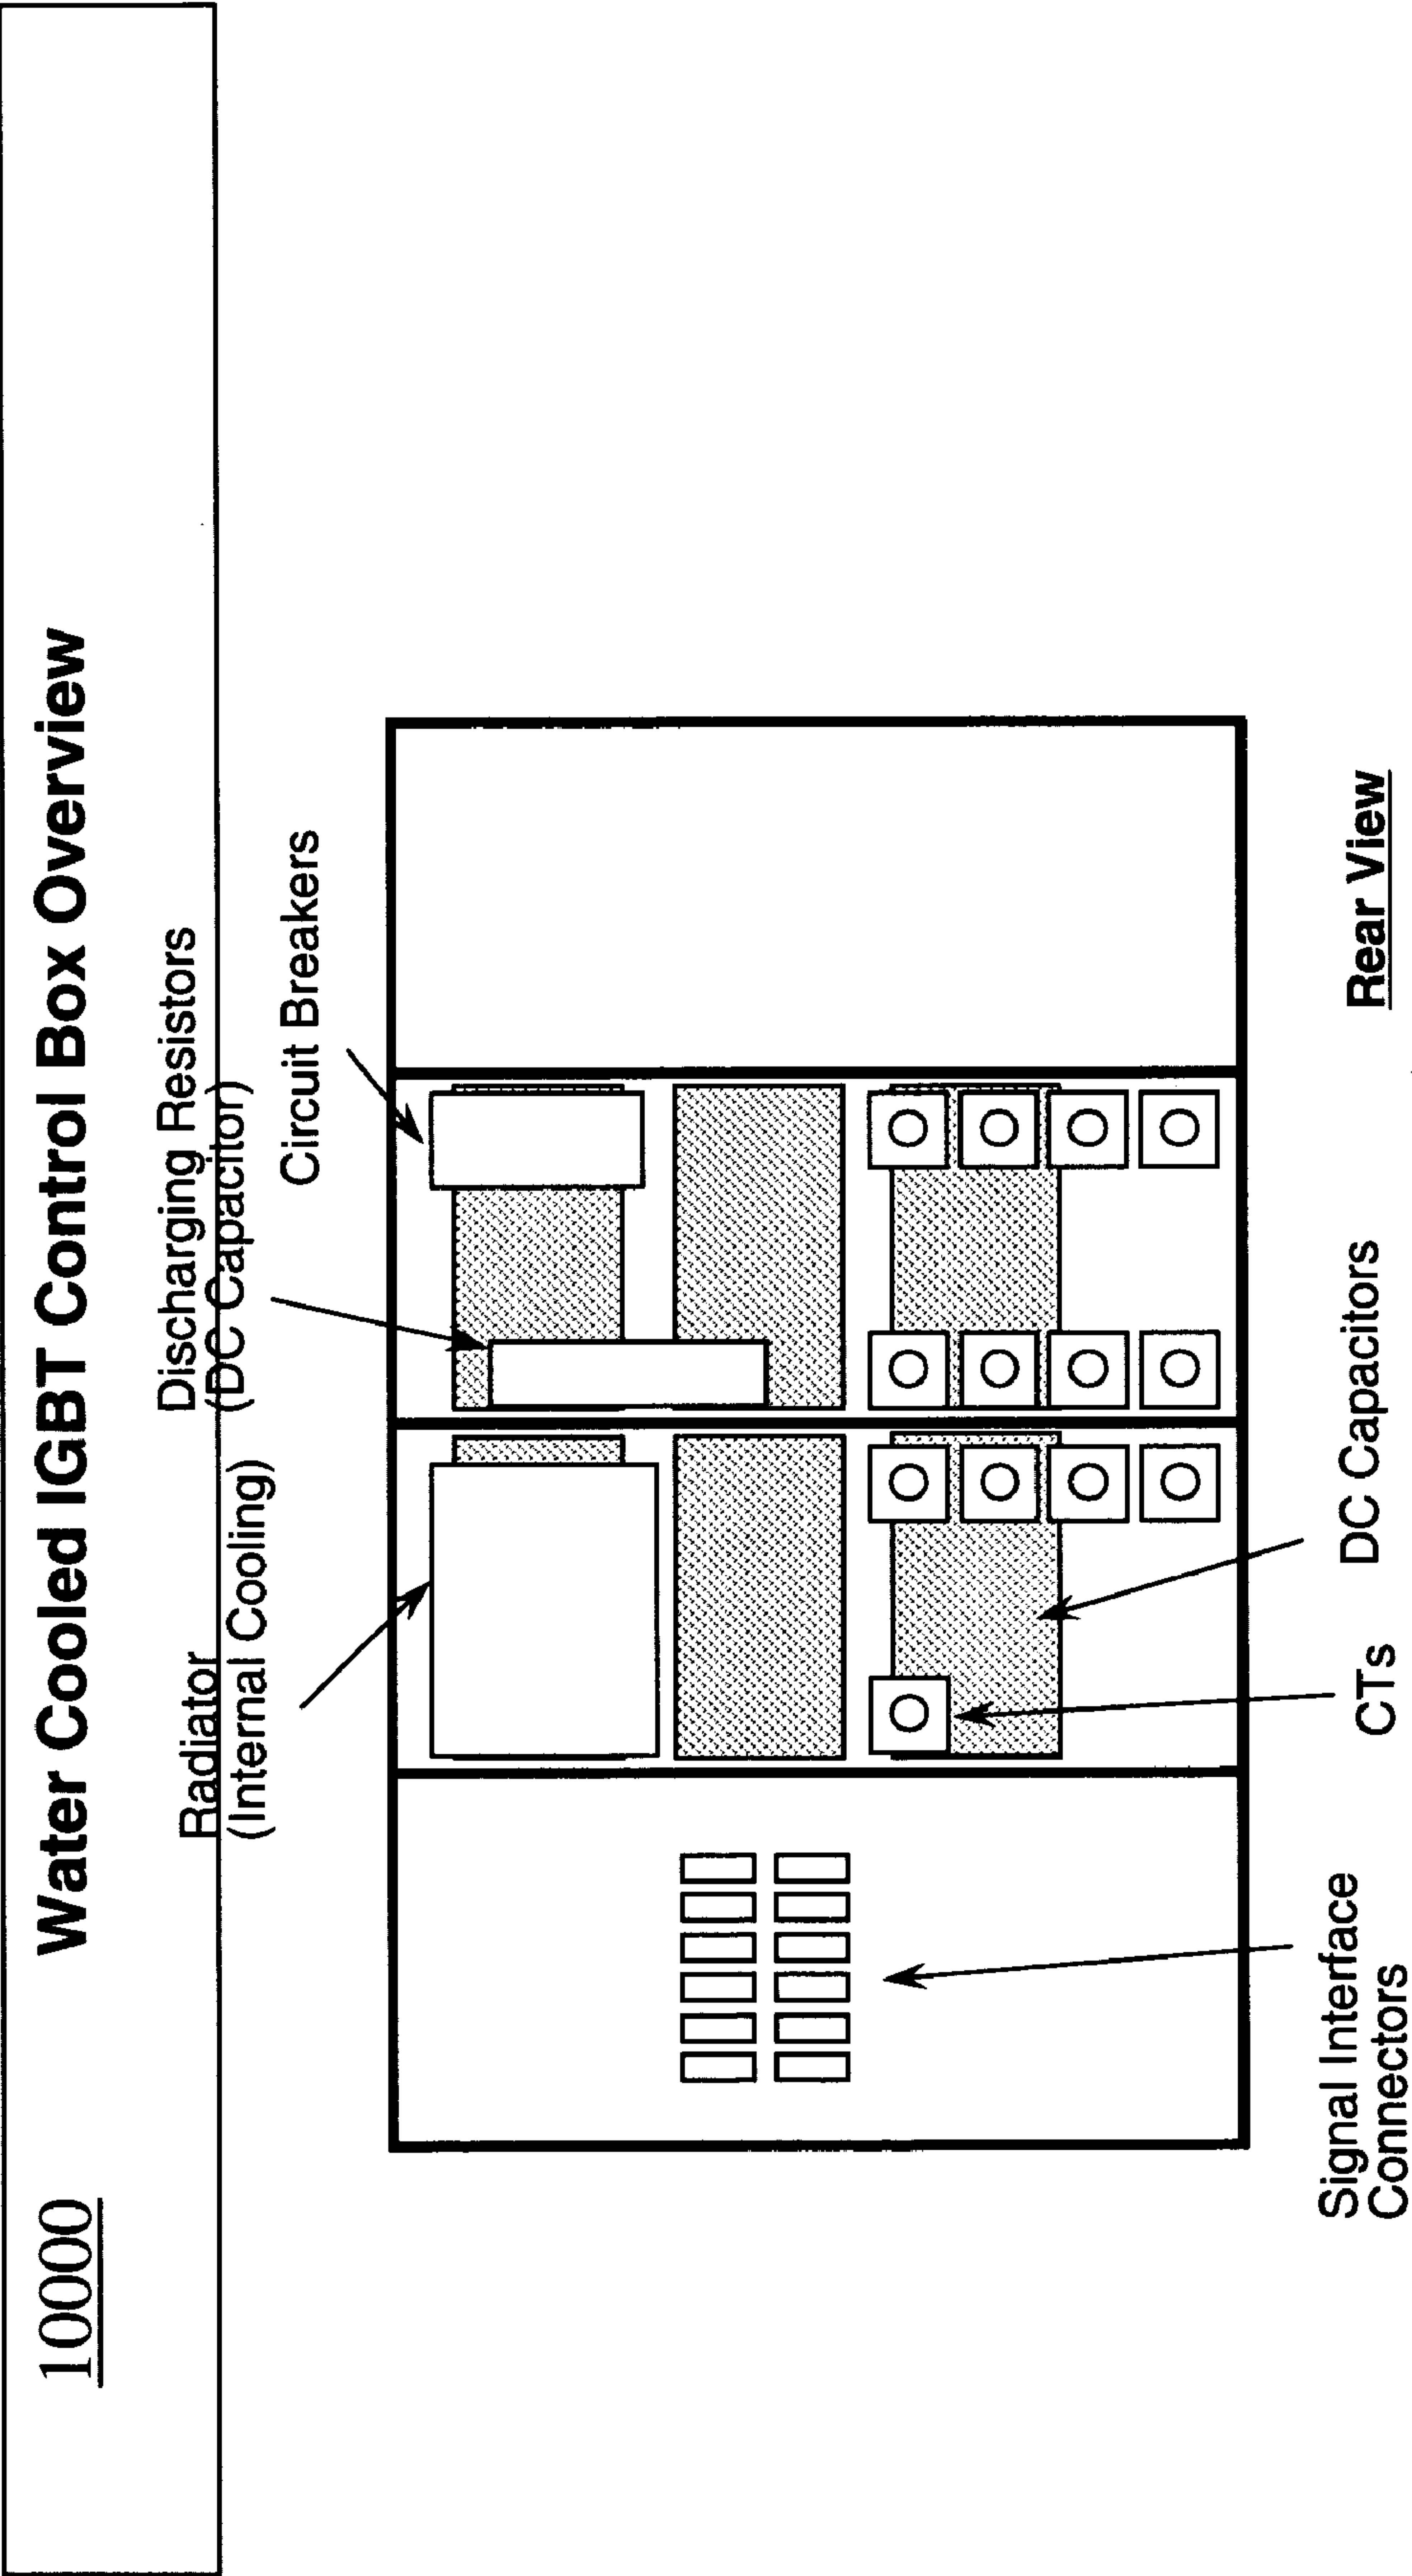 10000
Water Cooled IGBT Control Box Overview
Radiator
(Internal Cooling)
Discharging Resistors
(DC Capacitor)
Circuit Breakers
Signal Interface
Connectors
CTs
DC Capacitors
Rear View